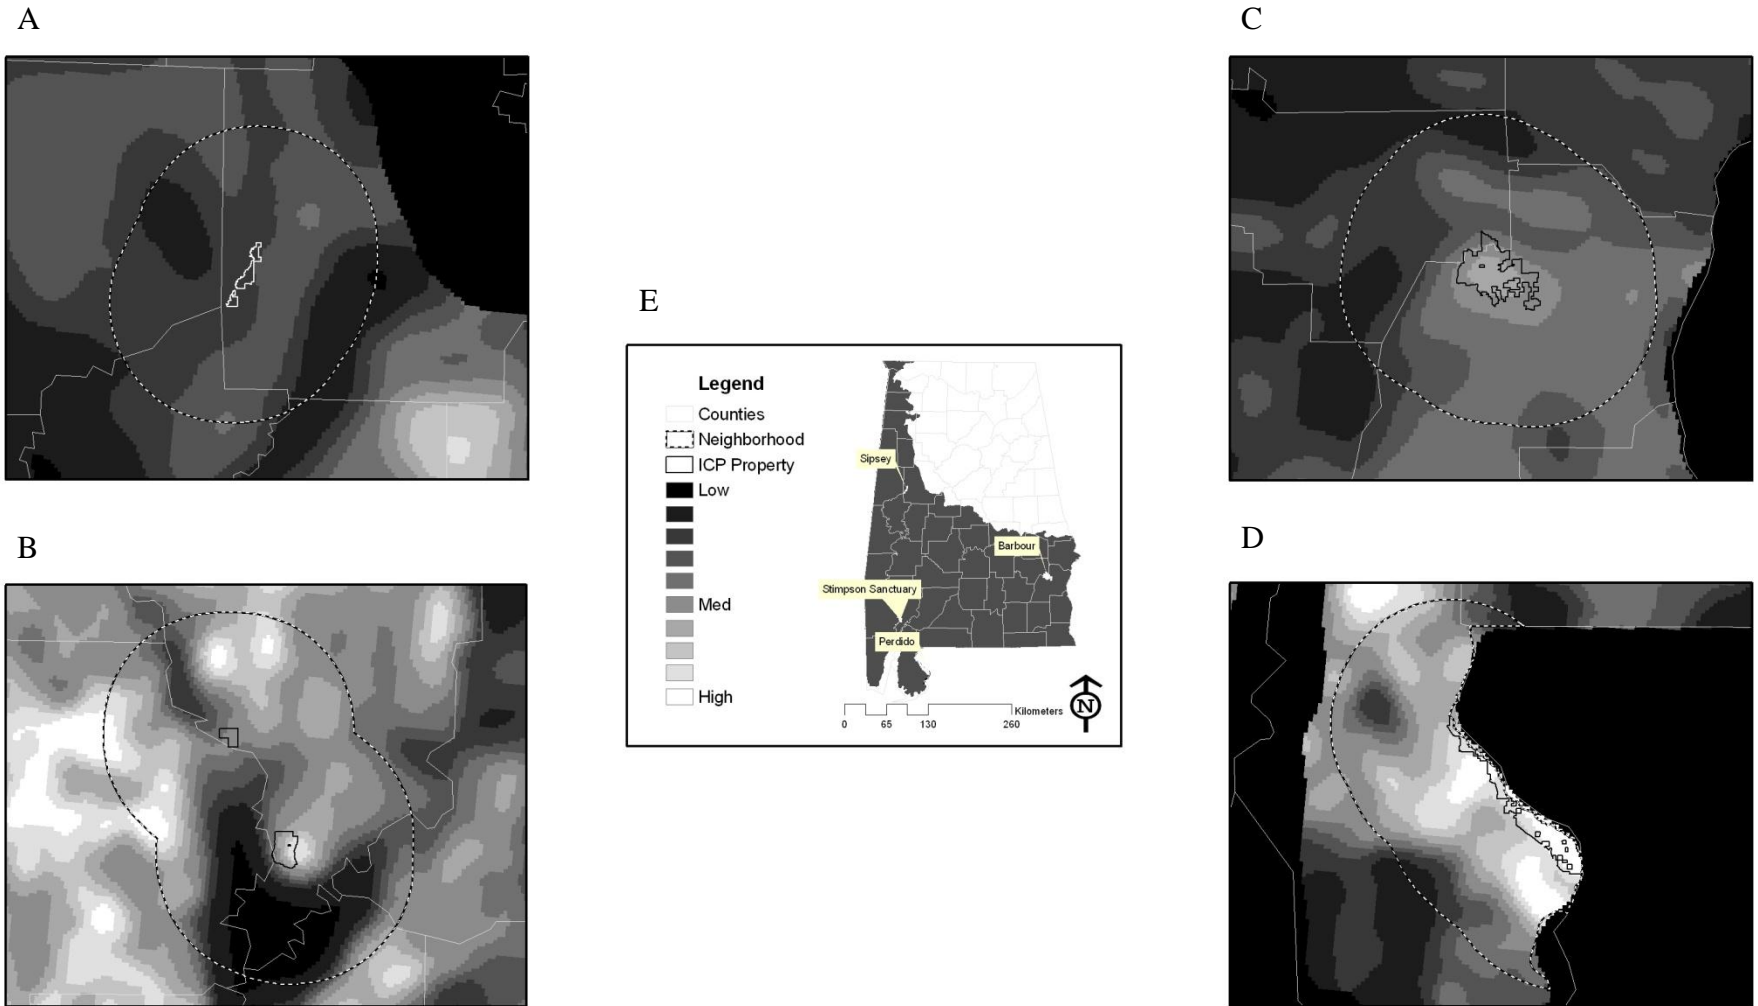 A
C
E
Legend
Counties
Neighborhood
ICP Property
Low
Med
High
Sipsey
Barbour
Stimpson Sanctuary
Perdido
Kilometers
0 65 130 260
N
B
D